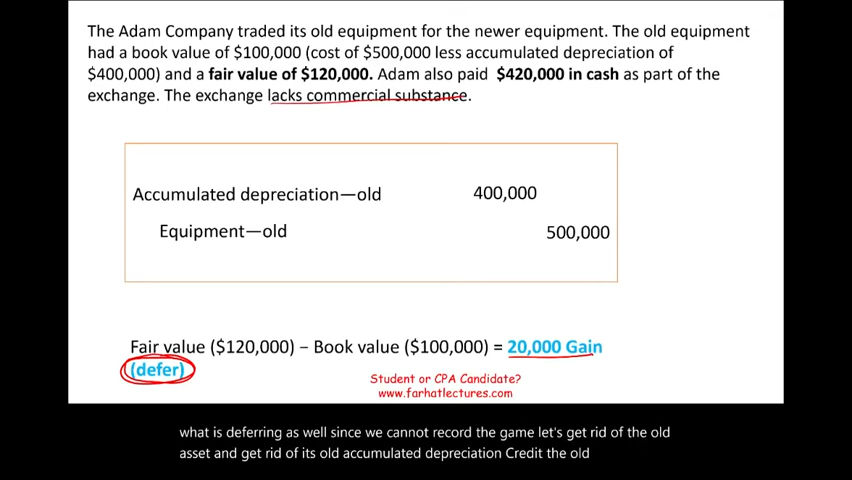 The Adam Company traded its old equipment for the newer equipment. The old equipment
had a book value of $100,000 (cost of $500,000 less accumulated depreciation of
$400,000) and a fair value of $120,000. Adam also paid $420,000 in cash as part of the
exchange. The exchange lacks commercial substance.
Accumulated depreciation—old 400,000
Equipment—old 500,000
Fair value ($120,000) − Book value ($100,000) = 20,000 Gain
(defer)
Student or CPA Candidate?
www.farhatlectures.com
what is deferring as well since we cannot record the game let's get rid of the old
asset and get rid of its old accumulated depreciation Credit the old